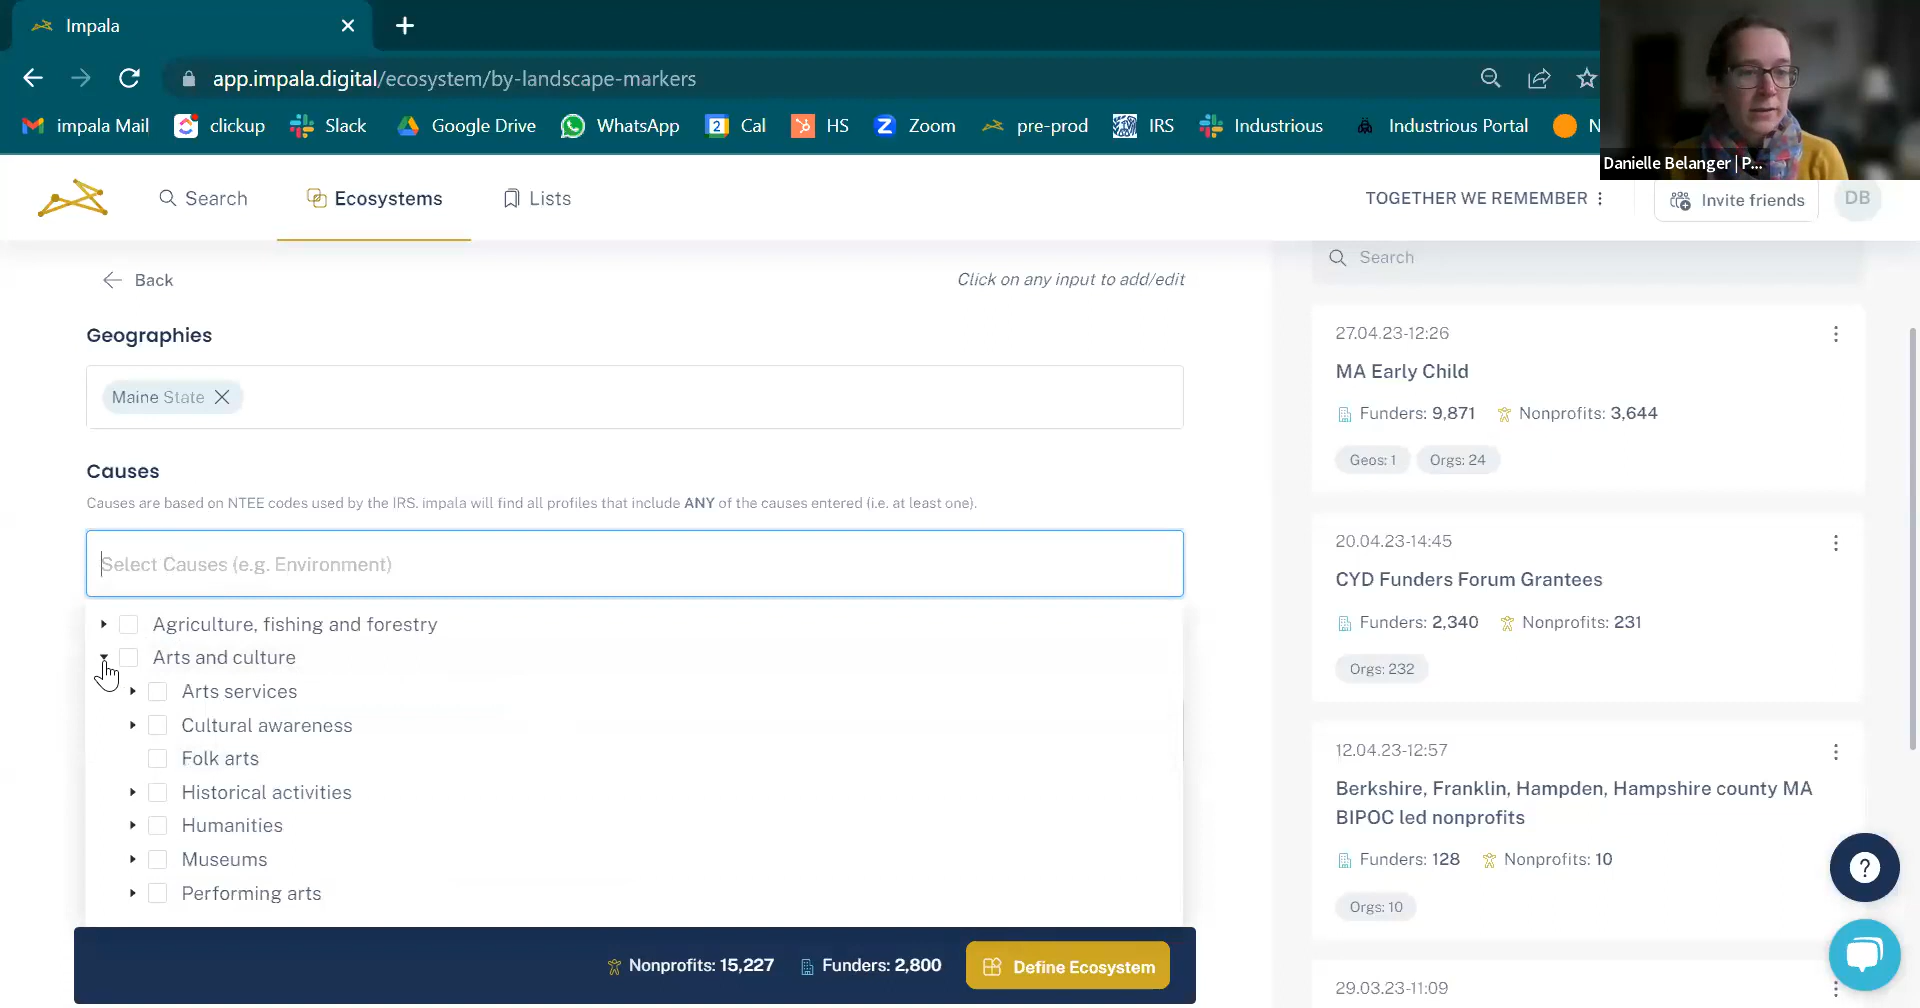 Impala
app.impala.digital/ecosystem/by-landscape-markers
impala Mail clickup Slack Google Drive WhatsApp 2 Cal HS Z Zoom pre-prod IRS Industrious Industrious Portal N
Danielle Belanger | P...
Search Ecosystems Lists TOGETHER WE REMEMBER Invite friends DB
Back Click on any input to add/edit
Geographies
Maine State
Causes
Causes are based on NTEE codes used by the IRS. impala will find all profiles that include ANY of the causes entered (i.e. at least one).
Select Causes (e.g. Environment)
Agriculture, fishing and forestry
Arts and culture
Arts services
Cultural awareness
Folk arts
Historical activities
Humanities
Museums
Performing arts
Nonprofits: 15,227 Funders: 2,800 Define Ecosystem
Search
27.04.23-12:26
MA Early Child
Funders: 9,871 Nonprofits: 3,644
Geos: 1 Orgs: 24
20.04.23-14:45
CYD Funders Forum Grantees
Funders: 2,340 Nonprofits: 231
Orgs: 232
12.04.23-12:57
Berkshire, Franklin, Hampden, Hampshire county MA
BIPOC led nonprofits
Funders: 128 Nonprofits: 10
Orgs: 10
29.03.23-11:09
?